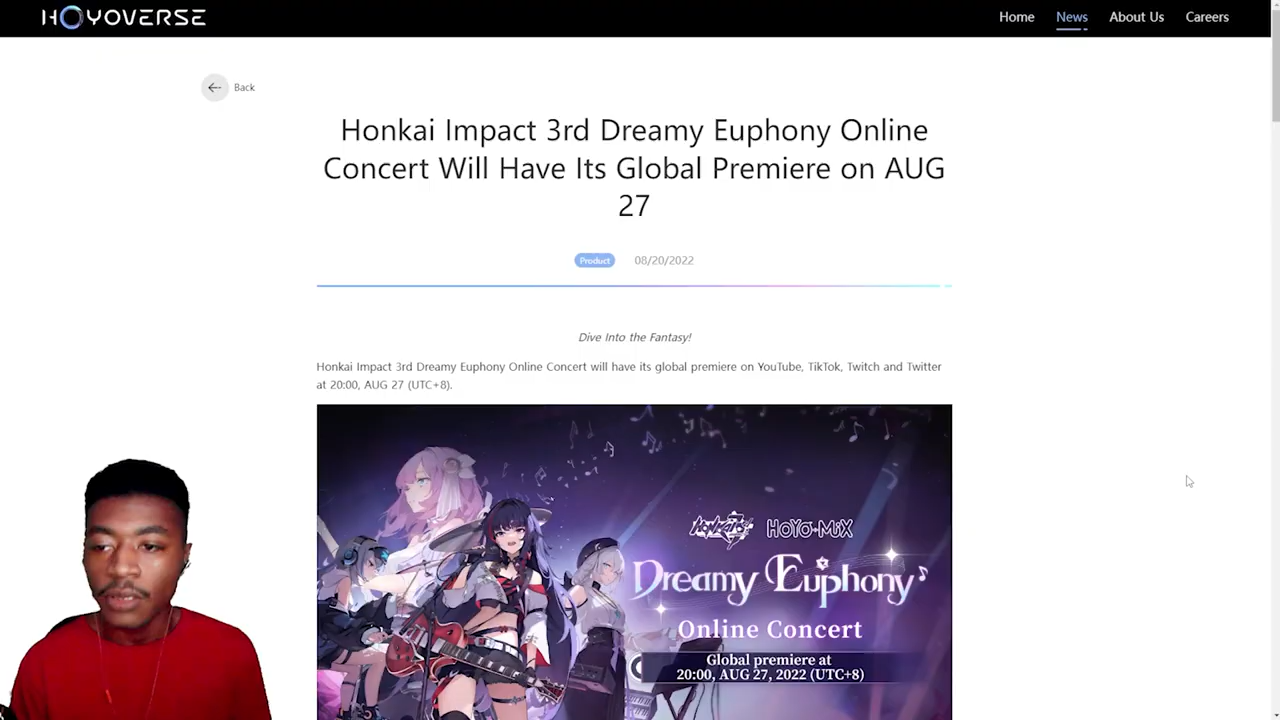 HOYOVERSE
Home News About Us Careers
Back
Honkai Impact 3rd Dreamy Euphony Online
Concert Will Have Its Global Premiere on AUG
27
Product 08/20/2022
Dive Into the Fantasy!
Honkai Impact 3rd Dreamy Euphony Online Concert will have its global premiere on YouTube, TikTok, Twitch and Twitter
at 20:00, AUG 27 (UTC+8).
HOYO-MiX
Dreamy Euphony
Online Concert
Global premiere at
20:00, AUG 27, 2022 (UTC+8)